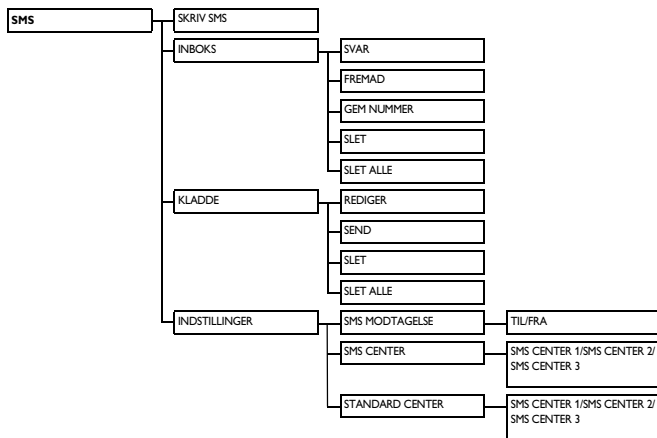 SMS
SKRIV SMS
INBOKS
SVAR
FREMAD
GEM NUMMER
SLET
SLET ALLE
KLADDE
REDIGER
SEND
SLET
SLET ALLE
INDSTILLINGER
SMS MODTAGELSE
TIL/FRA
SMS CENTER
SMS CENTER 1/SMS CENTER 2/
SMS CENTER 3
STANDARD CENTER
SMS CENTER 1/SMS CENTER 2/
SMS CENTER 3